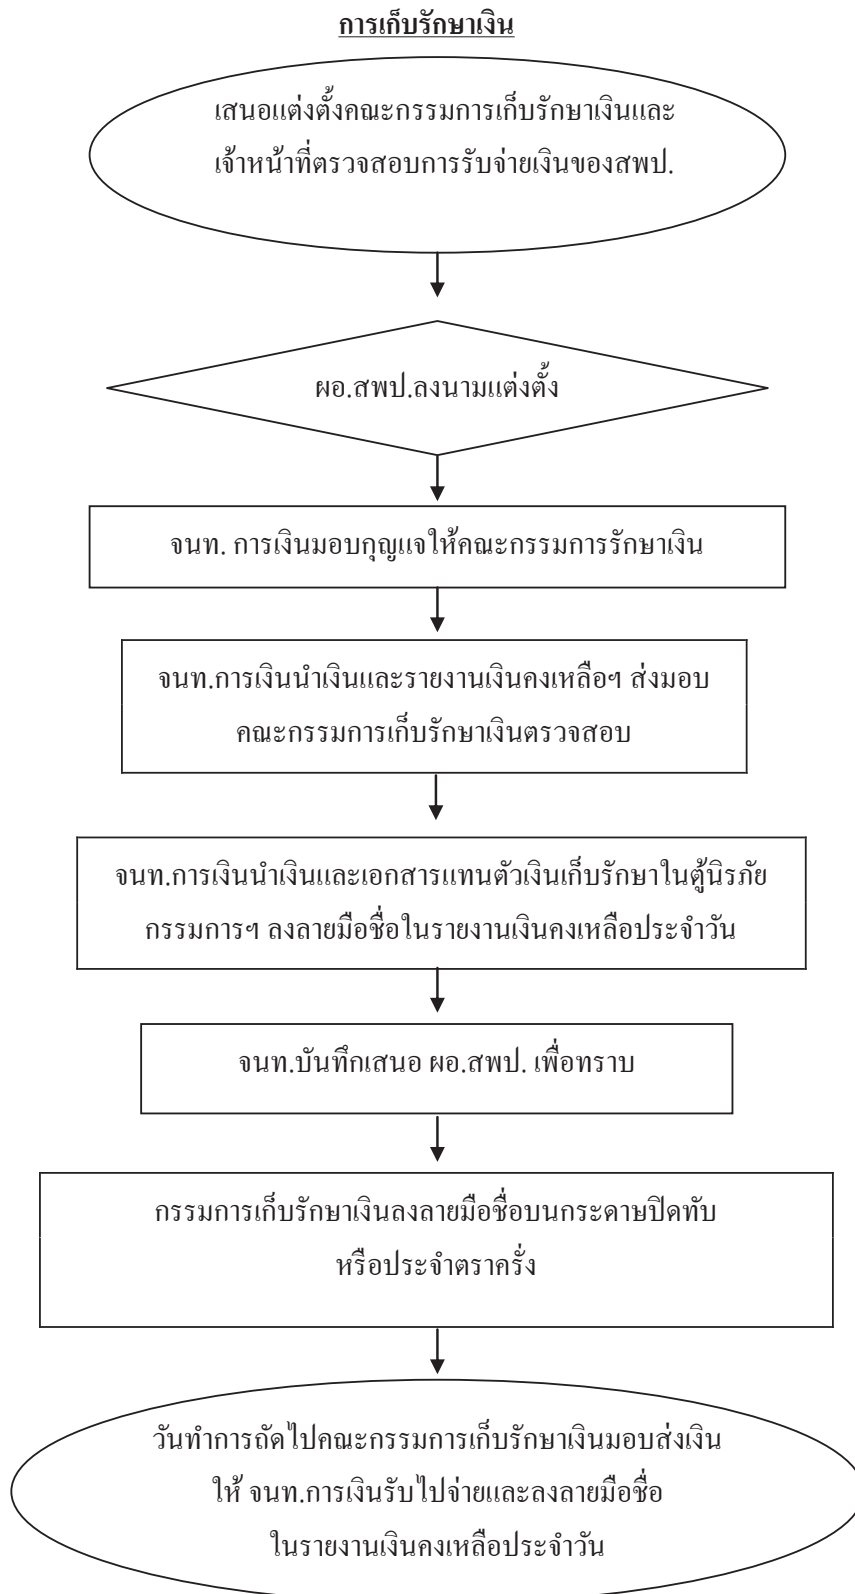 การเก็บรักษาเงิน
เสนอแต่งตั้งคณะกรรมการเก็บรักษาเงินและ
เจ้าหน้าที่ตรวจสอบการรับจ่ายเงินของสพป.
ผอ.สพป.ลงนามแต่งตั้ง
จนท. การเงินมอบกุญแจให้คณะกรรมการรักษาเงิน
จนท.การเงินนำเงินและรายงานเงินคงเหลือฯ ส่งมอบ
คณะกรรมการเก็บรักษาเงินตรวจสอบ
จนท.การเงินนำเงินและเอกสารแทนตัวเงินเก็บรักษาในตู้นิรภัย
กรรมการฯ ลงลายมือชื่อในรายงานเงินคงเหลือประจำวัน
จนท.บันทึกเสนอ ผอ.สพป. เพื่อทราบ
กรรมการเก็บรักษาเงินลงลายมือชื่อบนกระดาษปิดทับ
หรือประจำตราครั่ง
วันทำการถัดไปคณะกรรมการเก็บรักษาเงินมอบส่งเงิน
ให้ จนท.การเงินรับไปจ่ายและลงลายมือชื่อ
ในรายงานเงินคงเหลือประจำวัน